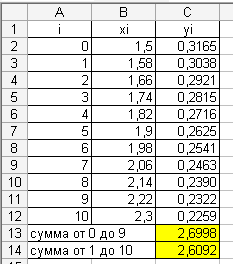 A B C
1 i xi yi
2 0 1,5 0,3165
3 1 1,58 0,3038
4 2 1,66 0,2921
5 3 1,74 0,2815
6 4 1,82 0,2716
7 5 1,9 0,2625
8 6 1,98 0,2541
9 7 2,06 0,2463
10 8 2,14 0,2390
11 9 2,22 0,2322
12 10 2,3 0,2259
13 сумма от 0 до 9 2,6998
14 сумма от 1 до 10 2,6092